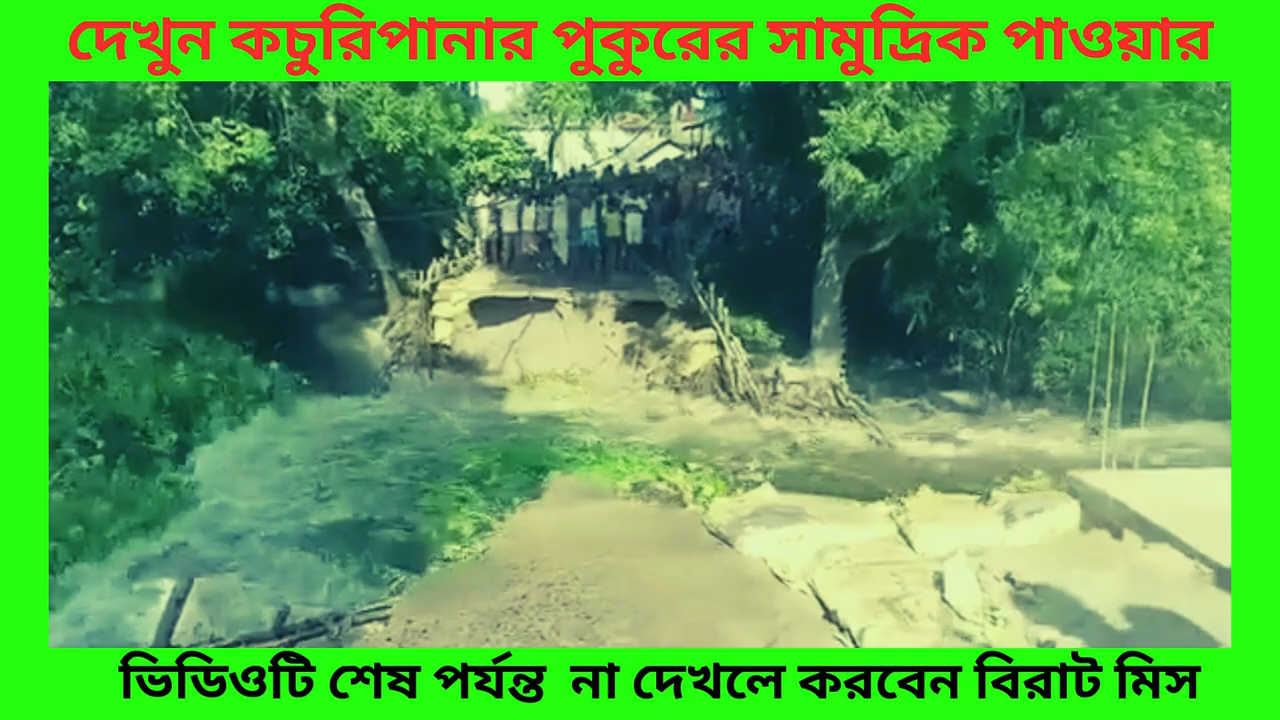 দেখুন কচুরিপানার পুকুরের সামুদ্রিক পাওয়ার
ভিডিওটি শেষ পর্যন্ত না দেখলে করবেন বিরাট মিস